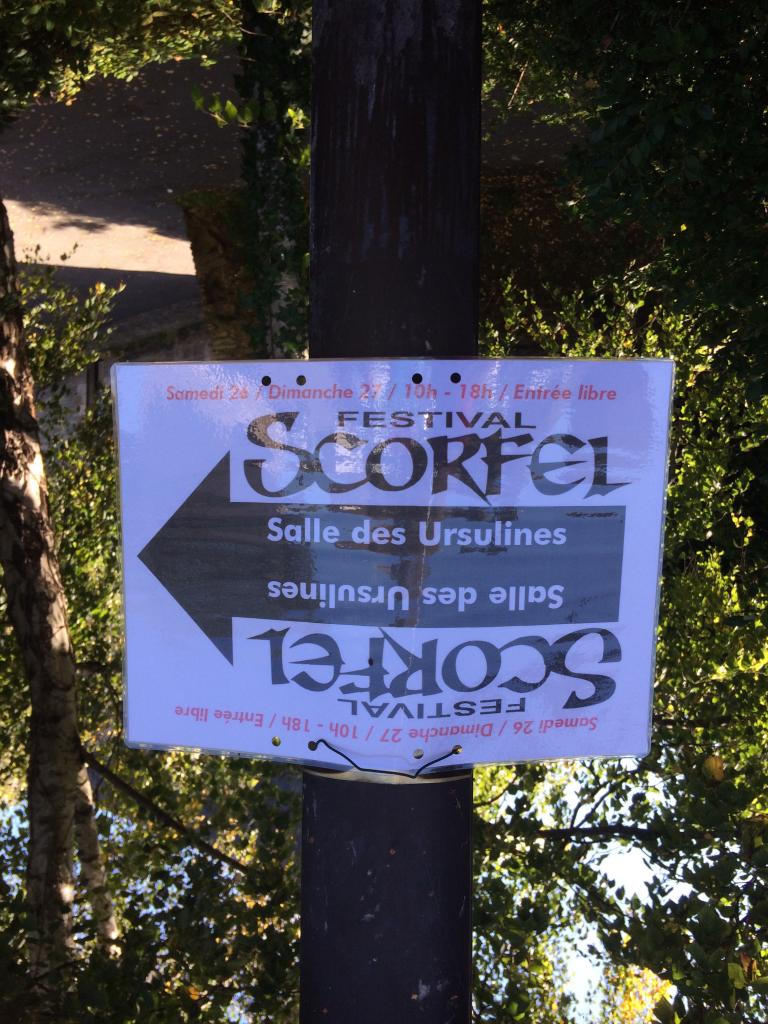 Samedi 26 / Dimanche 27 / 10h - 18h / Entrée libre
FESTIVAL
SCORFEL
Salle des Ursulines
Salle des Ursulines
SCORFEL
FESTIVAL
Samedi 26 / Dimanche 27 / 10h - 18h / Entrée libre